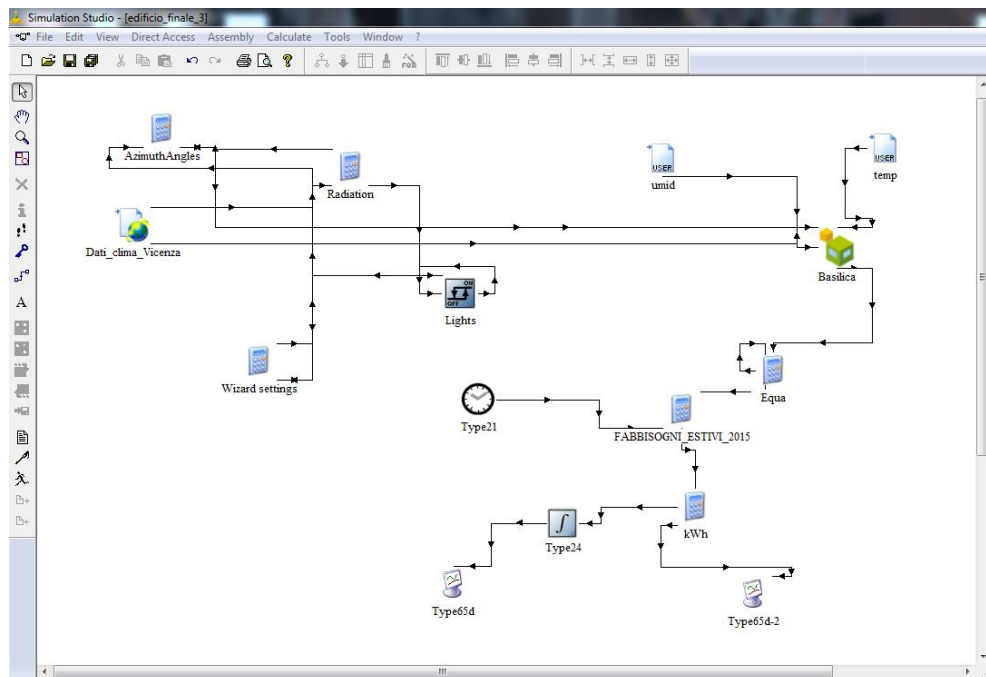 Simulation Studio - [edificio_finale_3]
File Edit View Direct Access Assembly Calculate Tools Window ?
FOR
AzimuthAngles
Radiation
USER
umid
USER
temp
Dati_clima_Vicenza
Basilica
ON
OFF
Lights
A
Wizard settings
Equa
Type21
FABBISOGNI_ESTIVI_2015
kWh
Type24
Type65d
Type65d-2